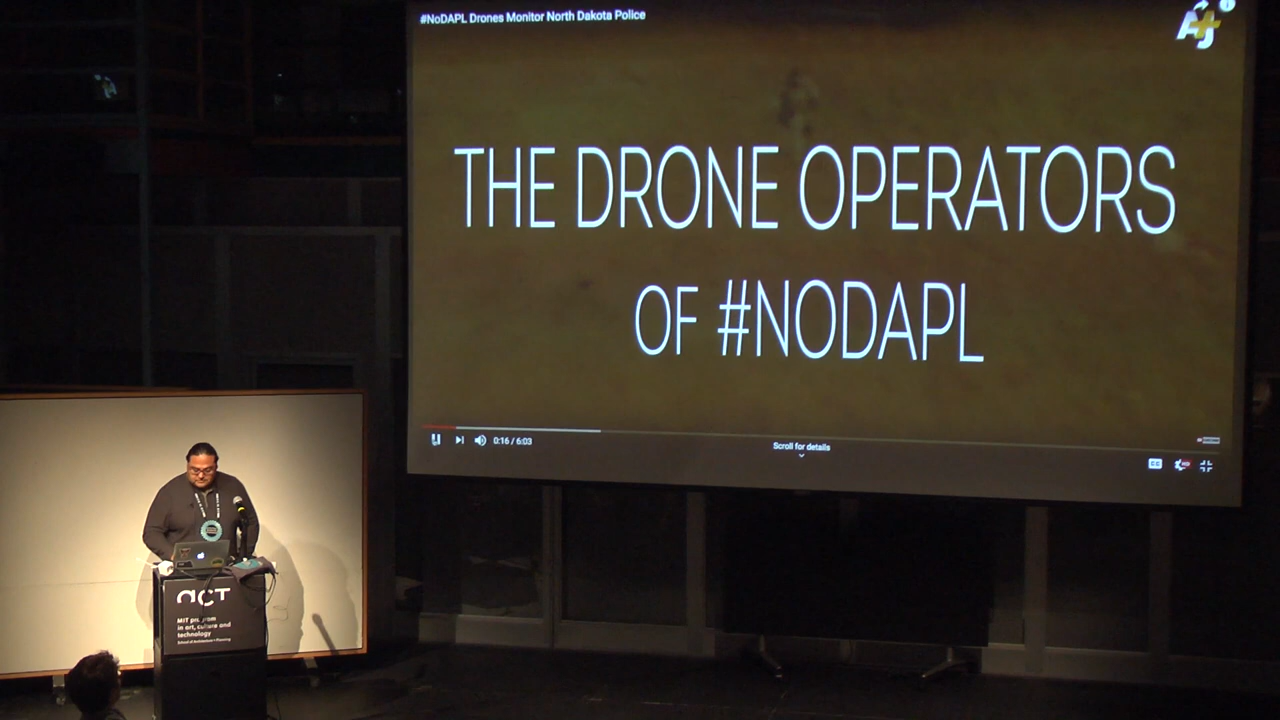 #NoDAPL Drones Monitor North Dakota Police
AJ+
THE DRONE OPERATORS
OF #NODAPL
0:16 / 6:03
Scroll for details
CC
act
MIT program
in art, culture and
technology
School of Architecture + Planning